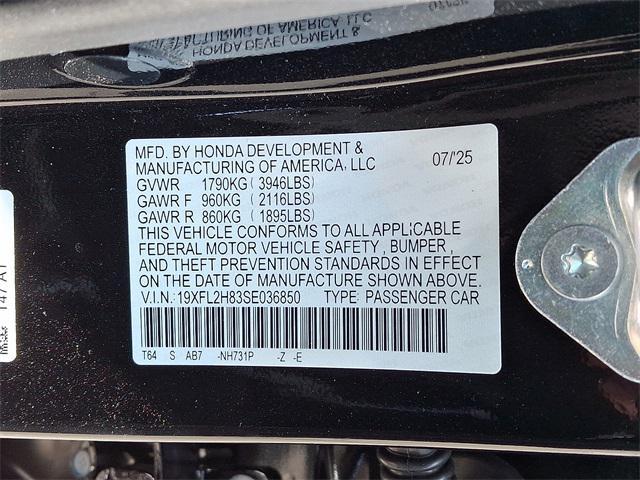 MFD. BY HONDA DEVELOPMENT &
MANUFACTURING OF AMERICA, LLC 07/'25
GVWR 1790KG ( 3946LBS)
GAWR F 960KG ( 2116LBS)
GAWR R 860KG ( 1895LBS)
THIS VEHICLE CONFORMS TO ALL APPLICABLE
FEDERAL MOTOR VEHICLE SAFETY , BUMPER ,
AND THEFT PREVENTION STANDARDS IN EFFECT
ON THE DATE OF MANUFACTURE SHOWN ABOVE.
V.I.N.: 19XFL2H83SE036850 TYPE: PASSENGER CAR
T64 S AB7 -NH731P -Z -E
147 A1